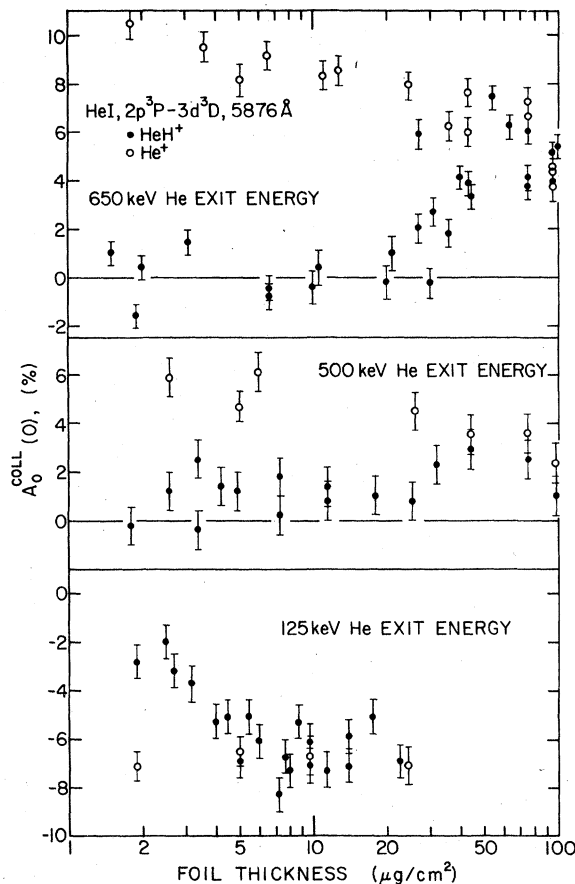 10
8
HeI, 2p³P–3d³D, 5876 Å
● HeH⁺
6
○ He⁺
4
650 keV He EXIT ENERGY
2
0
-2
A₀^COLL (0), (%)
6
500 keV He EXIT ENERGY
4
2
0
0
125 keV He EXIT ENERGY
-2
-4
-6
-8
-10
1 2 5 10 20 50 100
FOIL THICKNESS (μg/cm²)